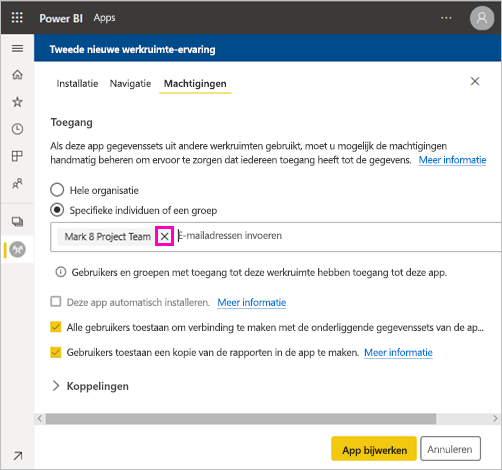 Power BI Apps
Tweede nieuwe werkruimte-ervaring
Installatie Navigatie Machtigingen
Toegang
Als deze app gegevenssets uit andere werkruimten gebruikt, moet u mogelijk de machtigingen
handmatig beheren om ervoor te zorgen dat iedereen toegang heeft tot de gegevens. Meer informatie
Hele organisatie
Specifieke individuen of een groep
Mark 8 Project Team E-mailadressen invoeren
Gebruikers en groepen met toegang tot deze werkruimte hebben toegang tot deze app.
Deze app automatisch installeren. Meer informatie
Alle gebruikers toestaan om verbinding te maken met de onderliggende gegevenssets van de ap...
Gebruikers toestaan een kopie van de rapporten in de app te maken. Meer informatie
Koppelingen
App bijwerken Annuleren